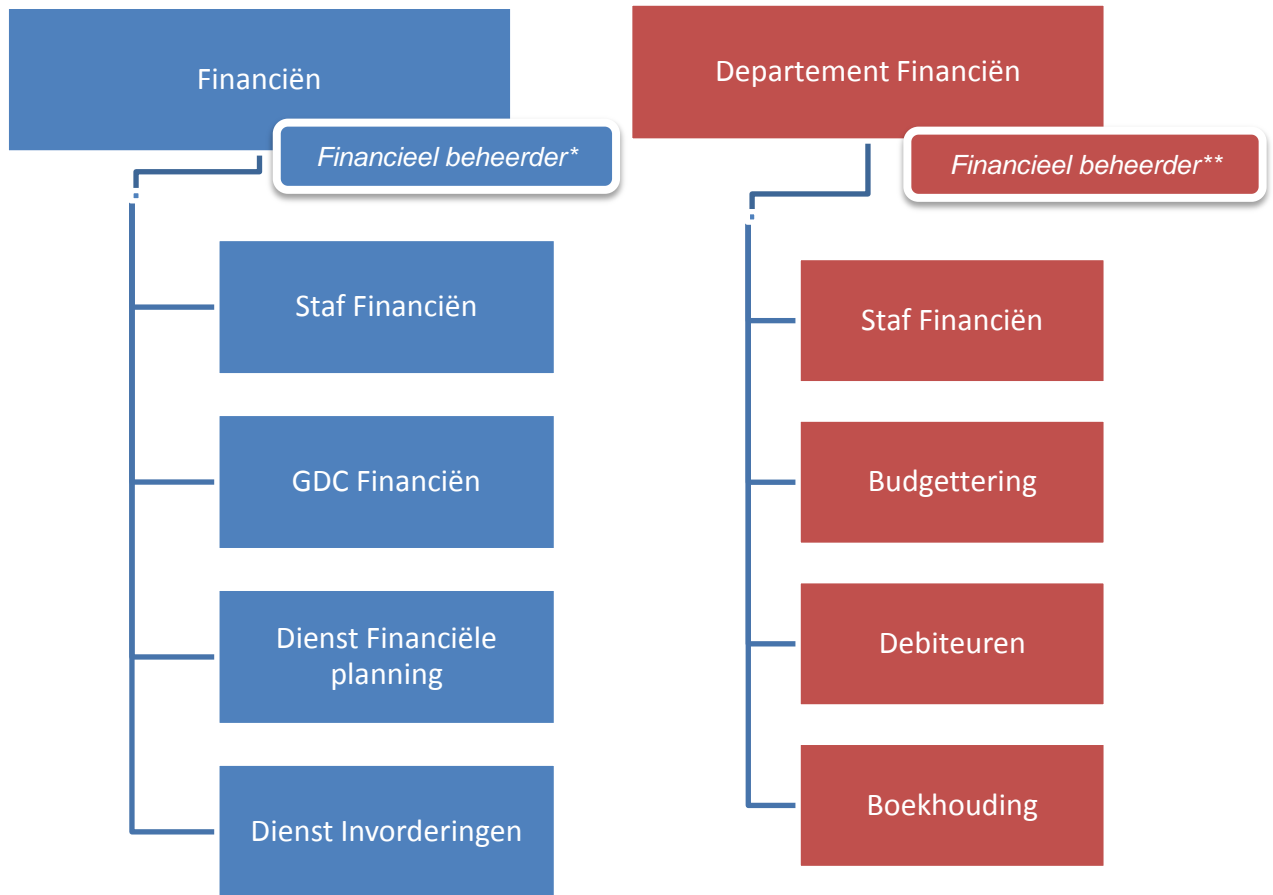 Financiën
Financieel beheerder*
Staf Financiën
GDC Financiën
Dienst Financiële
planning
Dienst Invorderingen
Departement Financiën
Financieel beheerder**
Staf Financiën
Budgettering
Debiteuren
Boekhouding